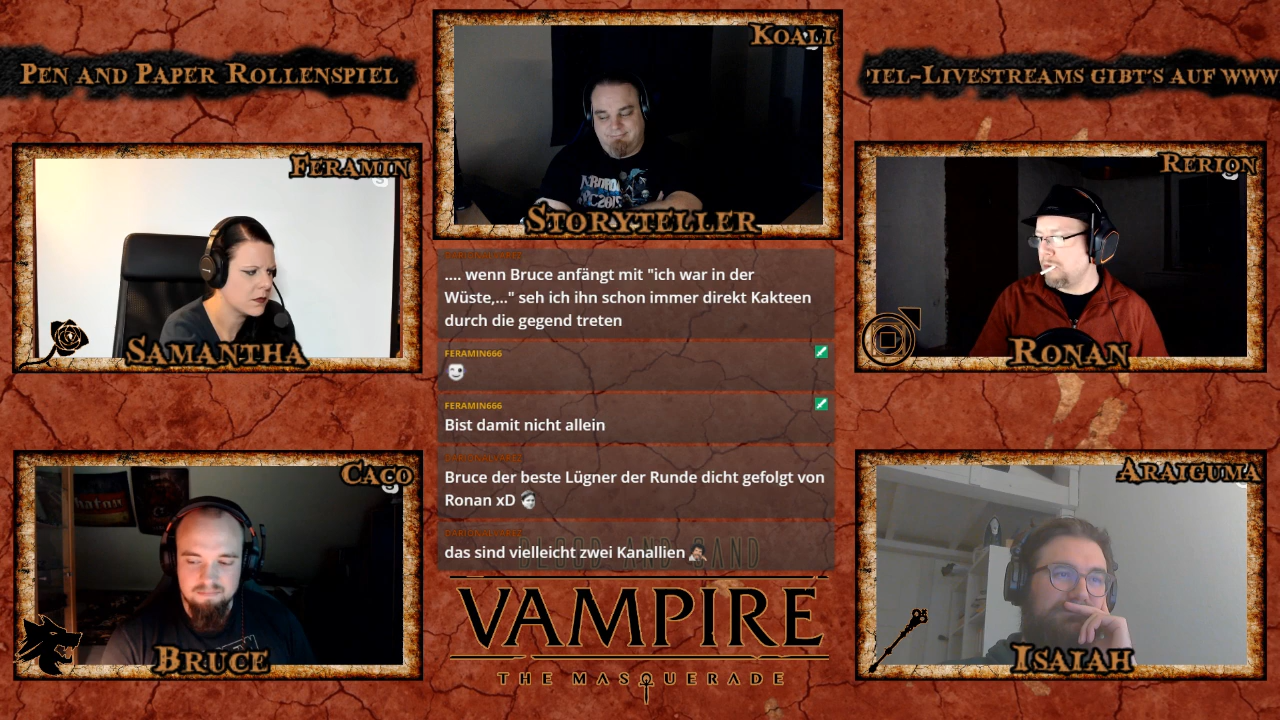 KOALI
PEN AND PAPER ROLLENSPIEL
IEL-LIVESTREAMS GIBT'S AUF WWW
STORYTELLER
FERAMIN
SAMANTHA
RERION
RONAN
.... wenn Bruce anfängt mit "ich war in der
Wüste,..." seh ich ihn schon immer direkt Kakteen
durch die gegend treten
FERAMIN666
FERAMIN666
Bist damit nicht allein
DARIONALVAREZ
Bruce der beste Lügner der Runde dicht gefolgt von
Ronan xD
DARIONALVAREZ
das sind vielleicht zwei Kanallien
BLOOD AND SAND
VAMPIRE
THE MASQUERADE
CACO
BRUCE
ARAIGUMA
ISAIAH